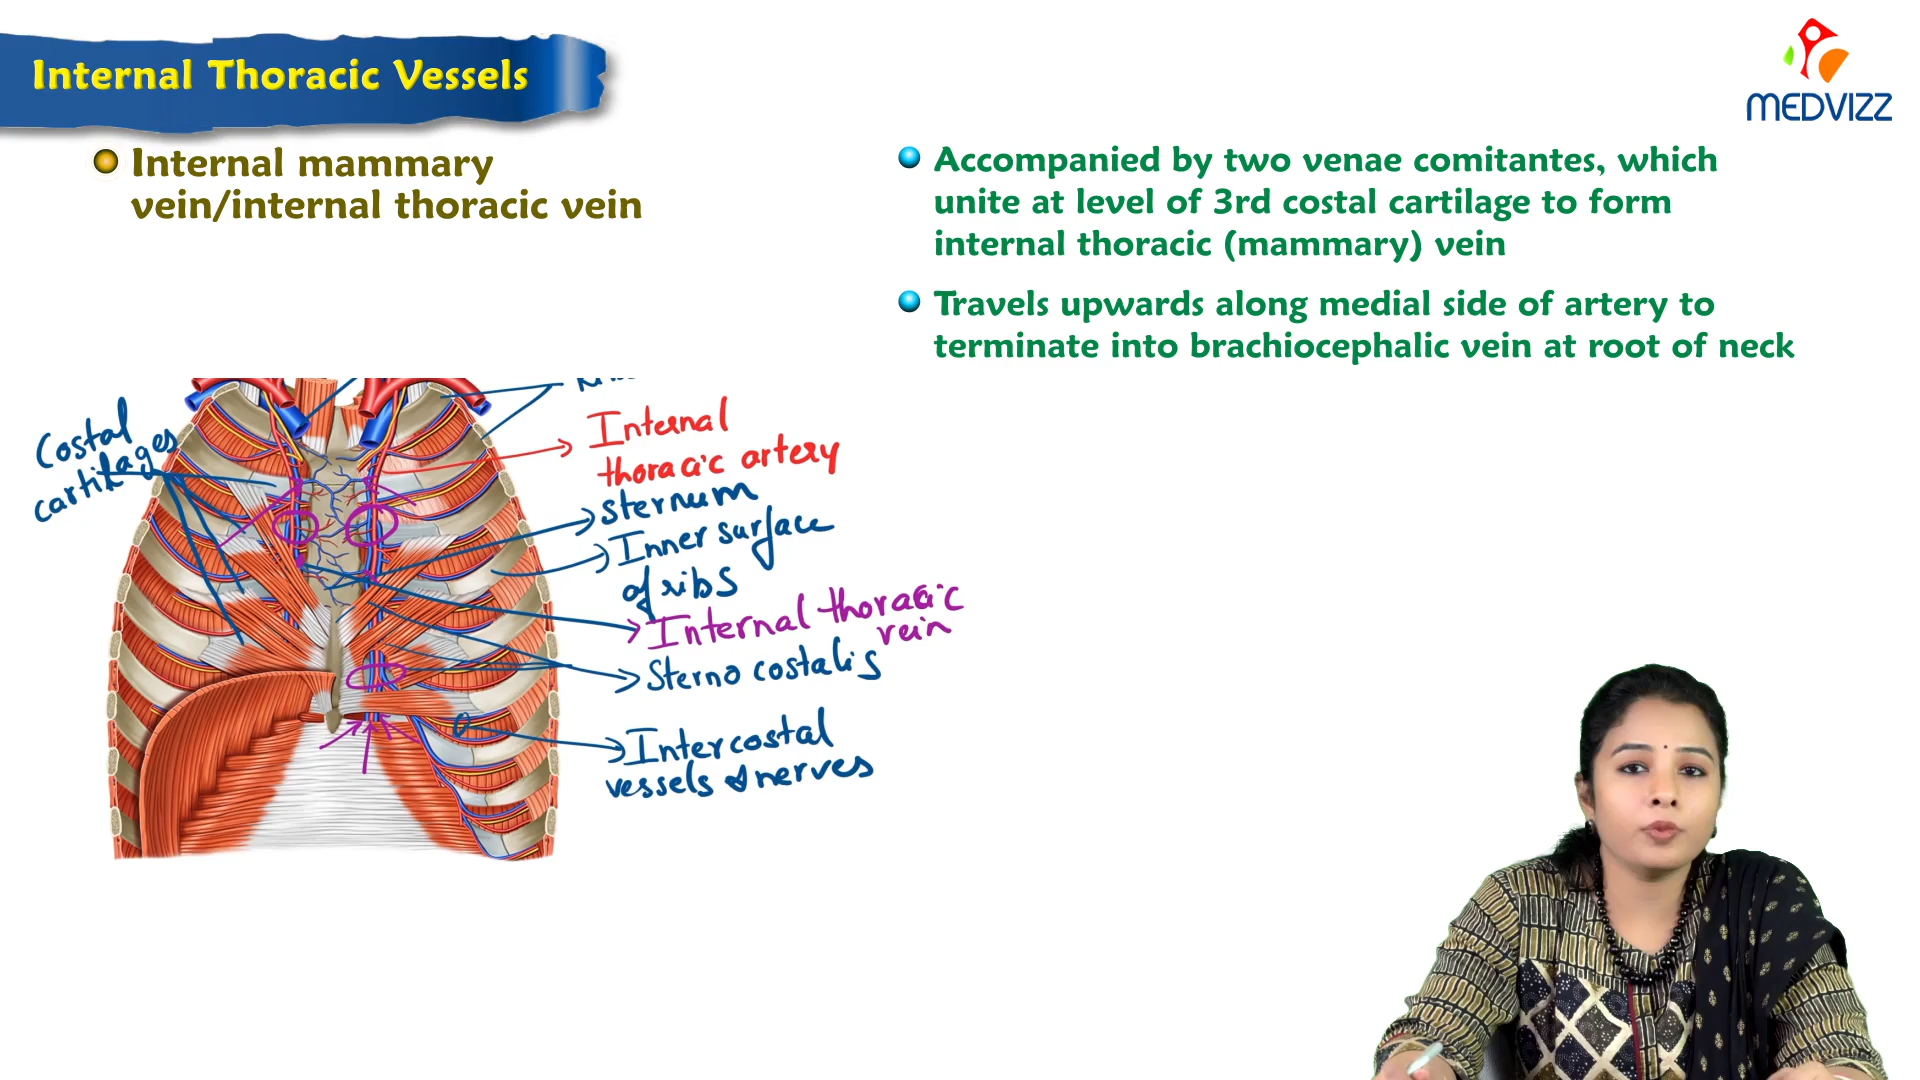 Internal Thoracic Vessels
MEDVIZZ
Internal mammary
vein/internal thoracic vein
Accompanied by two venae comitantes, which
unite at level of 3rd costal cartilage to form
internal thoracic (mammary) vein
Travels upwards along medial side of artery to
terminate into brachiocephalic vein at root of neck
Costal
cartilages
Internal
thoracic artery
Sternum
Inner surface
of ribs
Internal thoracic
vein
Sterno costalis
Intercostal
vessels & nerves